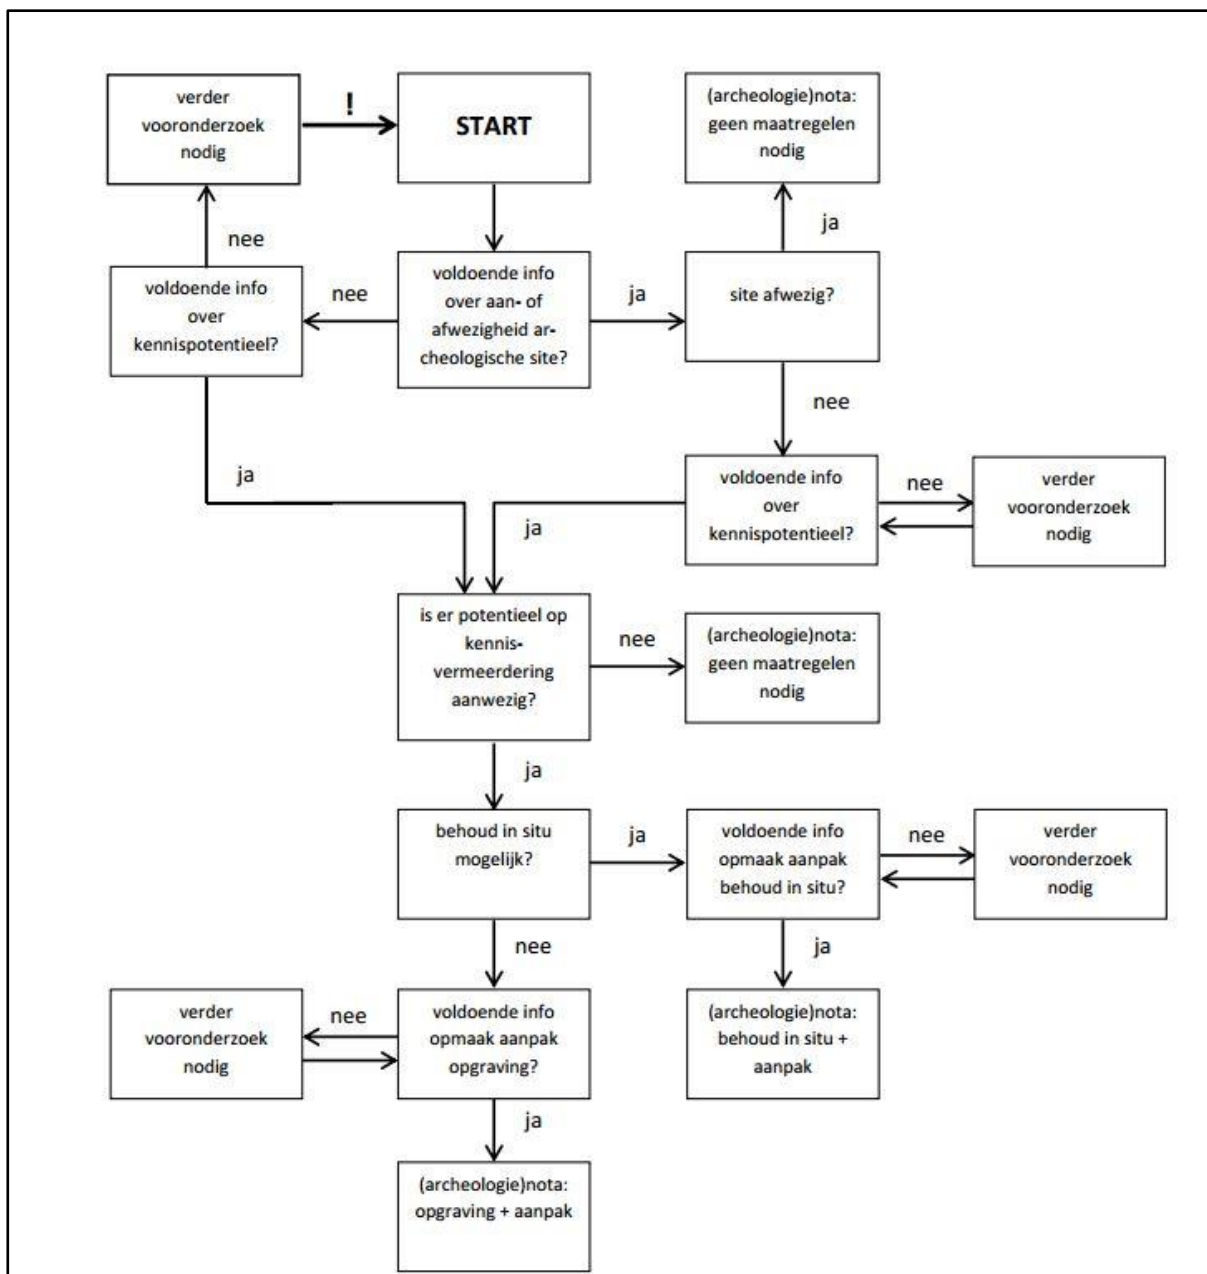 verder
vooronderzoek
nodig
!
START
(archeologie)nota:
geen maatregelen
nodig
nee
ja
voldoende info
over
kennispotentieel?
nee
voldoende info
over aan- of
afwezigheid ar-
cheologische site?
ja
site afwezig?
nee
ja
voldoende info
over
kennispotentieel?
nee
verder
vooronderzoek
nodig
ja
is er potentieel op
kennis-
vermeerdering
aanwezig?
nee
(archeologie)nota:
geen maatregelen
nodig
ja
behoud in situ
mogelijk?
ja
voldoende info
opmaak aanpak
behoud in situ?
nee
verder
vooronderzoek
nodig
nee
ja
verder
vooronderzoek
nodig
nee
voldoende info
opmaak aanpak
opgraving?
(archeologie)nota:
behoud in situ +
aanpak
ja
(archeologie)nota:
opgraving + aanpak